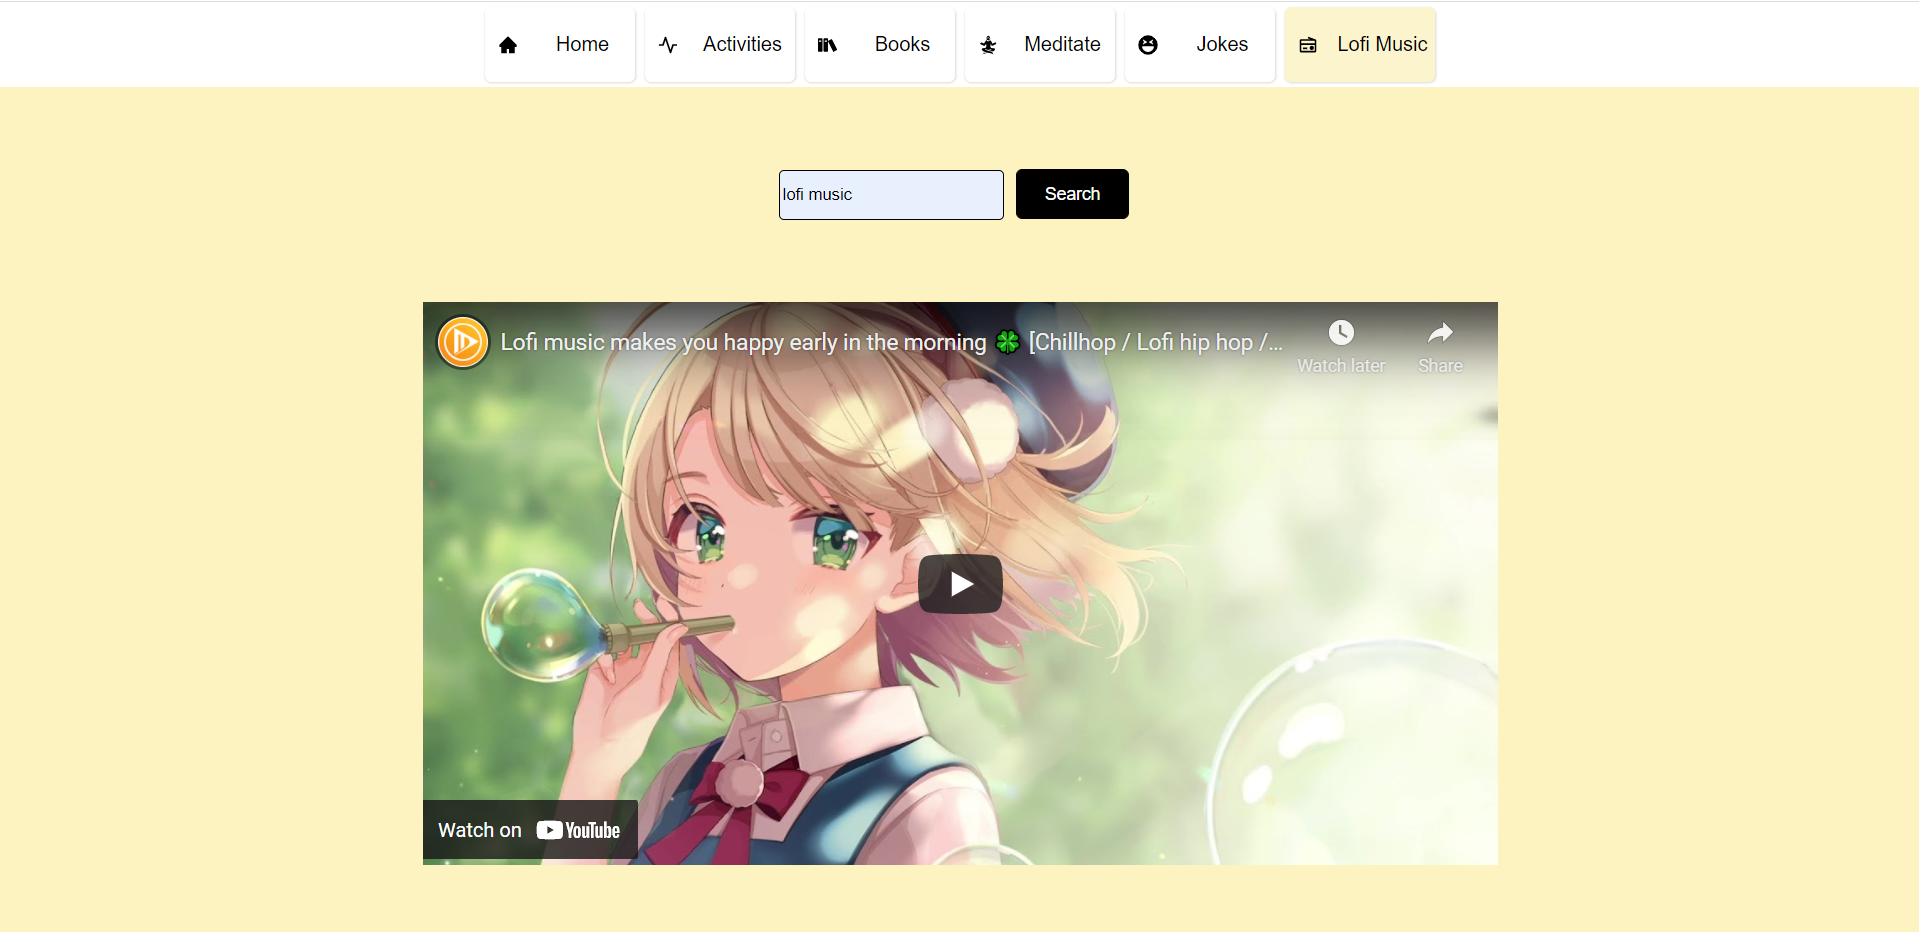 Home Activities Books Meditate Jokes Lofi Music
lofi music Search
Lofi music makes you happy early in the morning 🍀 [Chillhop / Lofi hip hop /...
Watch later Share
Watch on YouTube